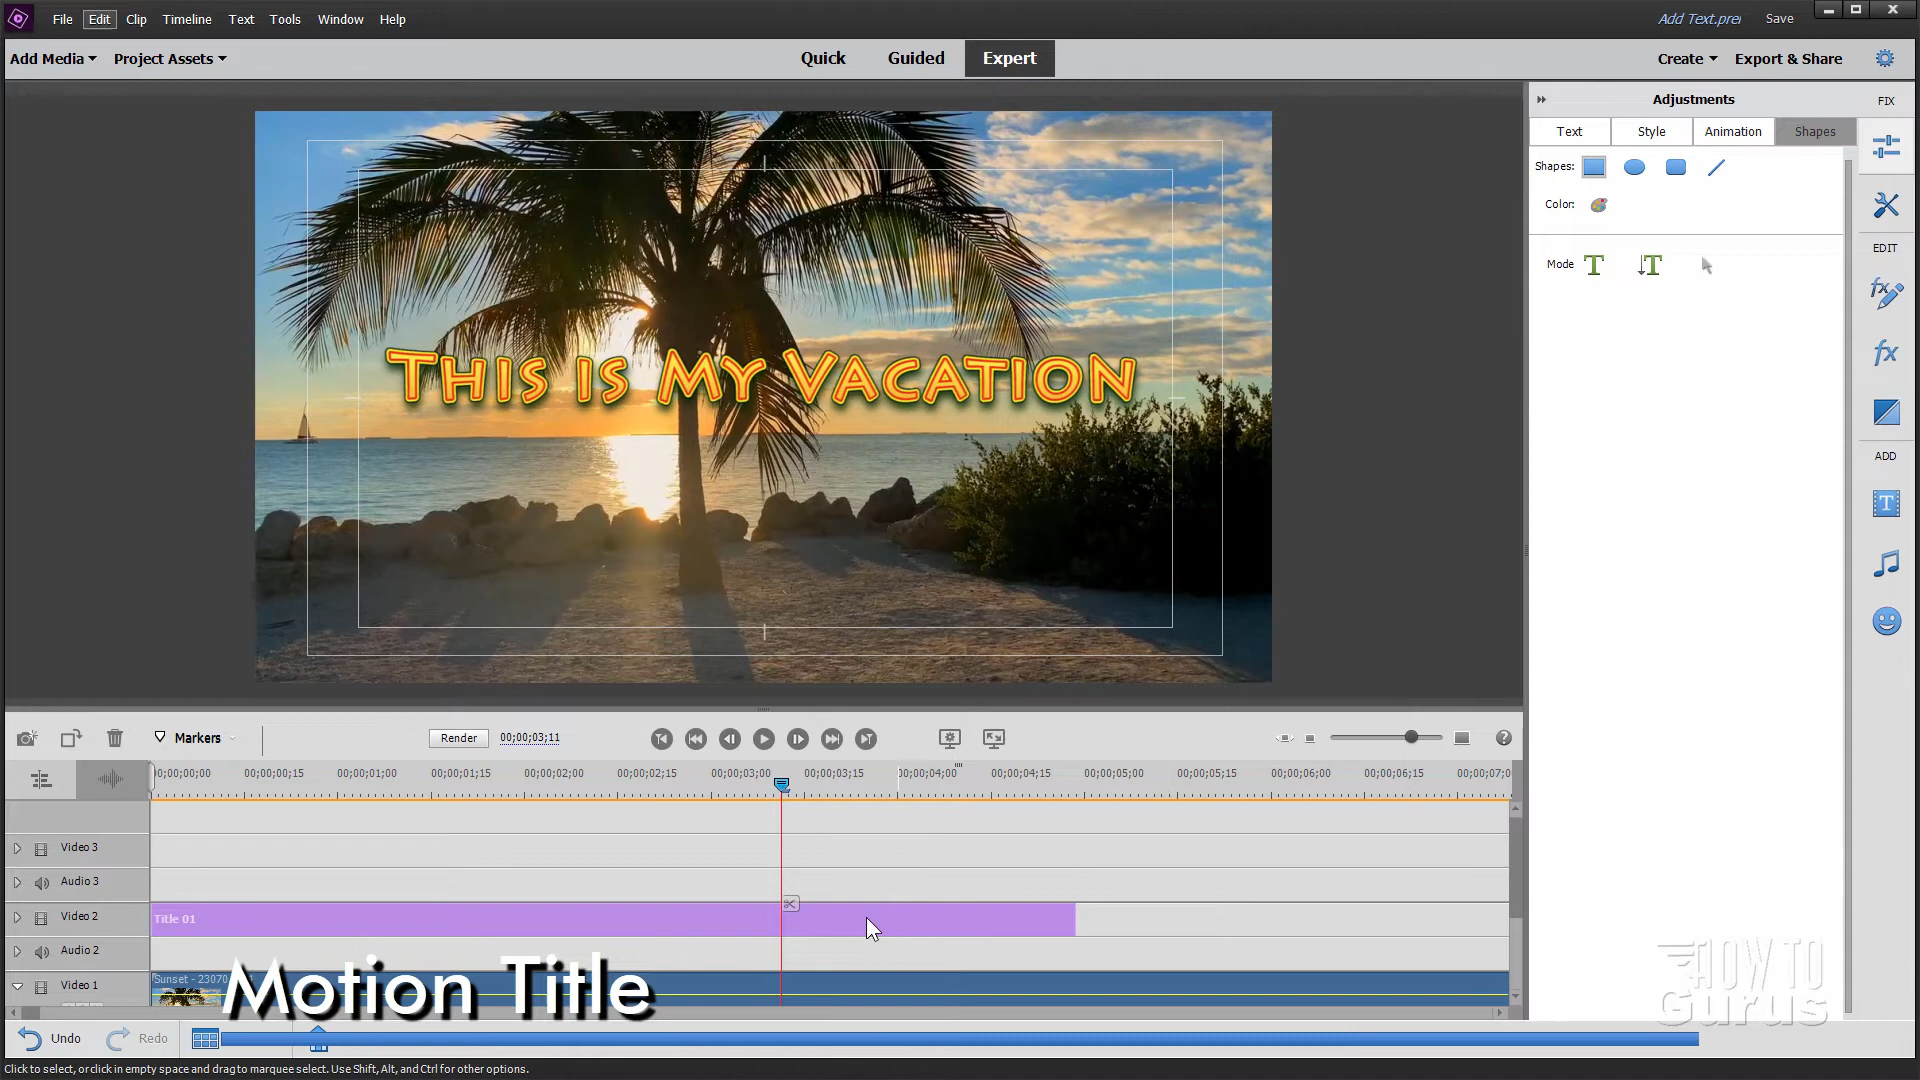 File Edit Clip Timeline Text Tools Window Help
Add Text.prel Save
Add Media Project Assets
Quick Guided Expert
Create Export & Share
Adjustments
FIX
Text Style Animation Shapes
Shapes:
Color:
Mode T T
EDIT
fx
fx
ADD
T
This is My Vacation
Markers
Render 00;00;03;11
?
00;00;00;00 00;00;00;15 00;00;01;00 00;00;01;15 00;00;02;00 00;00;02;15 00;00;03;00 00;00;03;15 00;00;04;00 00;00;04;15 00;00;05;00 00;00;05;15 00;00;06;00 00;00;06;15 00;00;07;0
Video 3
Audio 3
Video 2
Title 01
Audio 2
Video 1
Sunset - 23070
Motion Title
HOW TO
Gurus
Undo Redo
Click to select, or click in empty space and drag to marquee select. Use Shift, Alt, and Ctrl for other options.